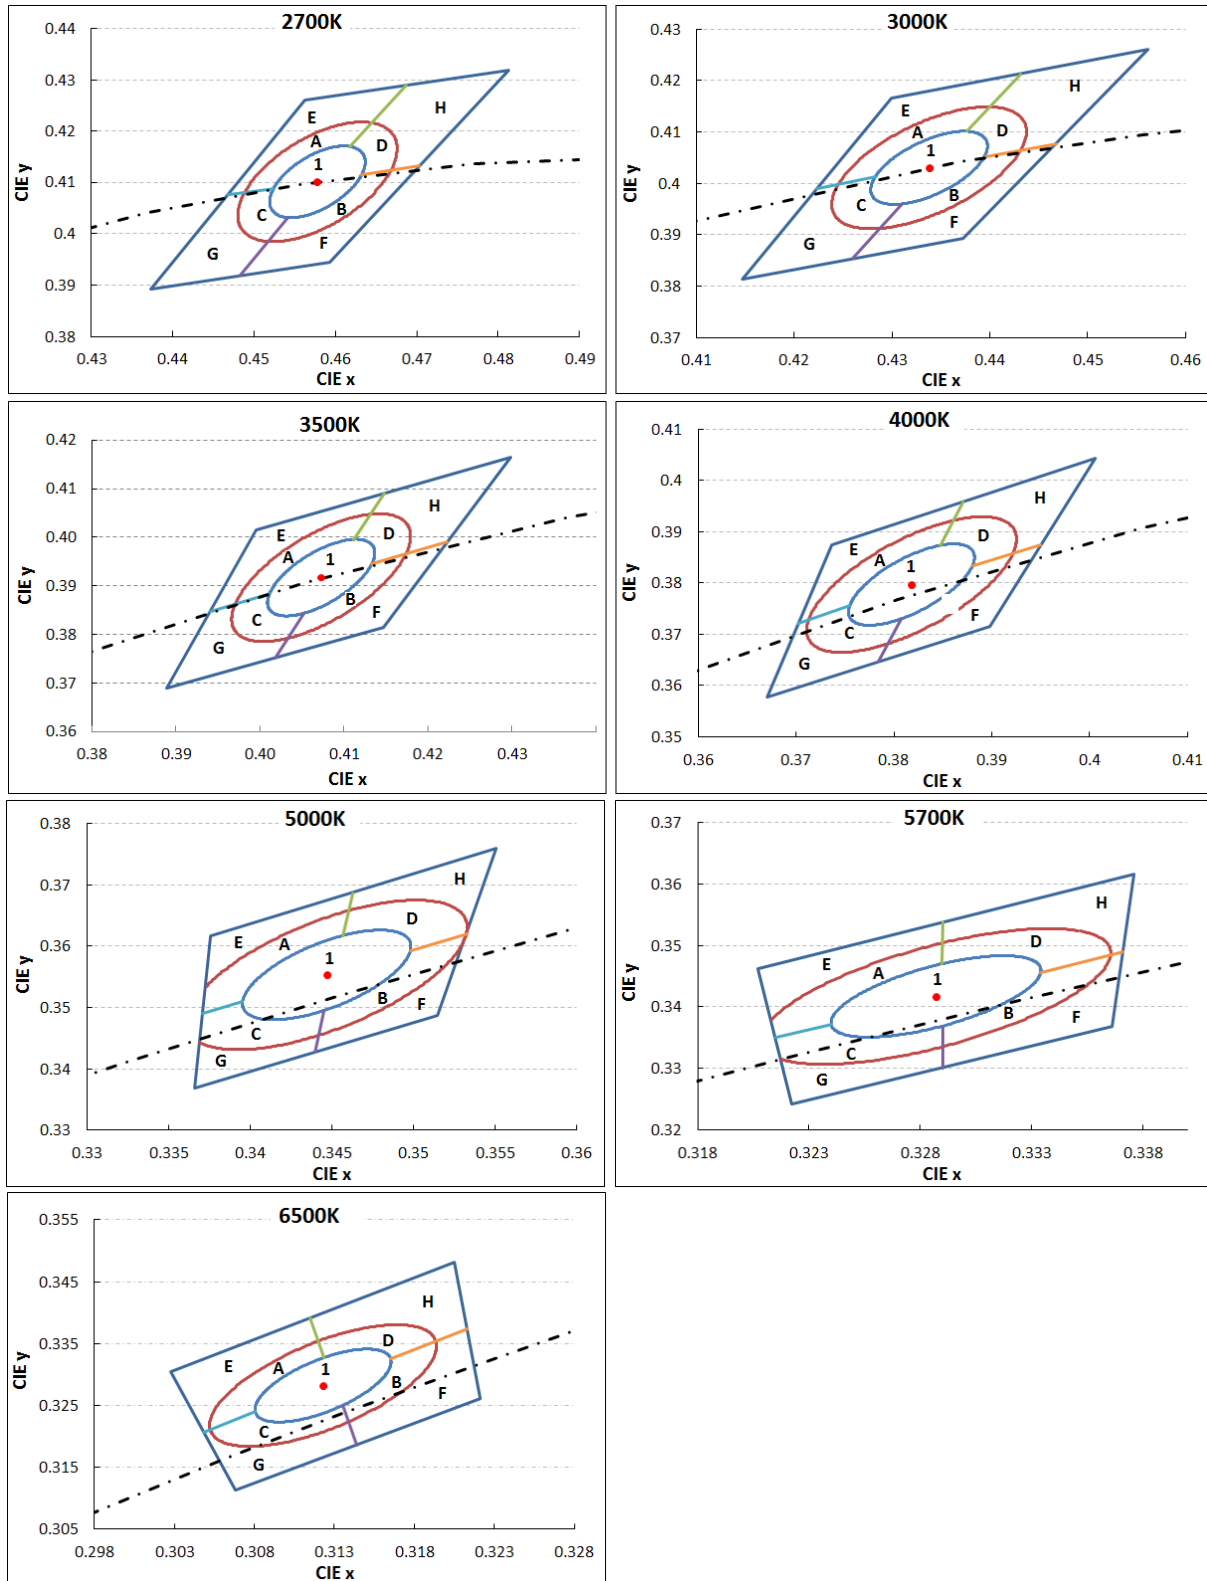 2700K
CIE y
0.44
0.43
0.42
0.41
0.4
0.39
0.38
E
A
1
D
H
C
B
F
G
0.43 0.44 0.45 0.46 0.47 0.48 0.49
CIE x
3000K
CIE y
0.43
0.42
0.41
0.4
0.39
0.38
0.37
E
A
1
D
H
C
B
F
G
0.41 0.42 0.43 0.44 0.45 0.46
CIE x
3500K
CIE y
0.42
0.41
0.40
0.39
0.38
0.37
0.36
E
A
1
D
H
C
B
F
G
0.38 0.39 0.40 0.41 0.42 0.43
CIE x
4000K
CIE y
0.41
0.4
0.39
0.38
0.37
0.36
0.35
E
A
1
D
H
C
F
G
0.36 0.37 0.38 0.39 0.4 0.41
CIE x
5000K
CIE y
0.38
0.37
0.36
0.35
0.34
0.33
E
A
1
D
H
C
B
F
G
0.33 0.335 0.34 0.345 0.35 0.355 0.36
CIE x
5700K
CIE y
0.37
0.36
0.35
0.34
0.33
0.32
E
A
1
D
H
C
B
F
G
0.318 0.323 0.328 0.333 0.338
CIE x
6500K
CIE y
0.355
0.345
0.335
0.325
0.315
0.305
E
A
1
D
H
C
B
F
G
0.298 0.303 0.308 0.313 0.318 0.323 0.328
CIE x